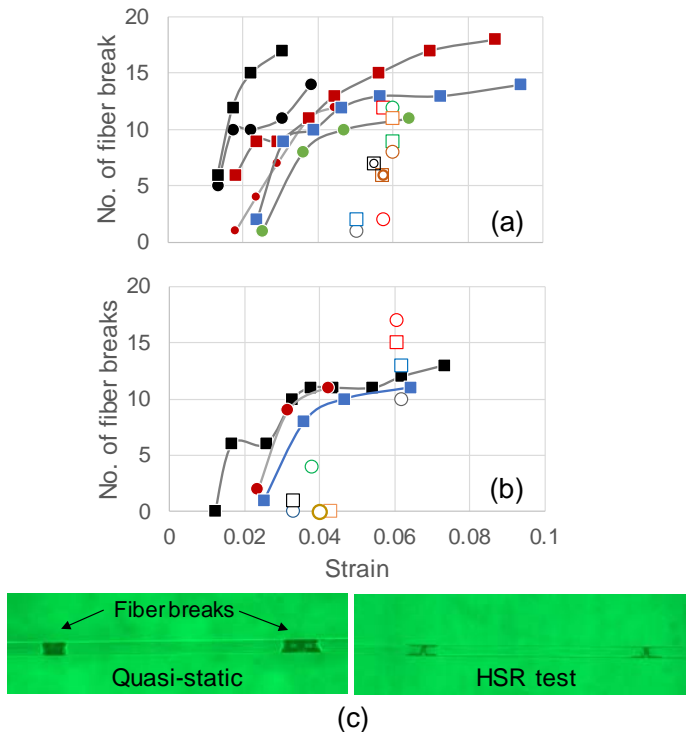 20
15
10
5
0
No. of fiber break
(a)
20
15
10
5
0
No. of fiber breaks
(b)
0 0.02 0.04 0.06 0.08 0.1
Strain
Fiber breaks
Quasi-static
HSR test
(c)